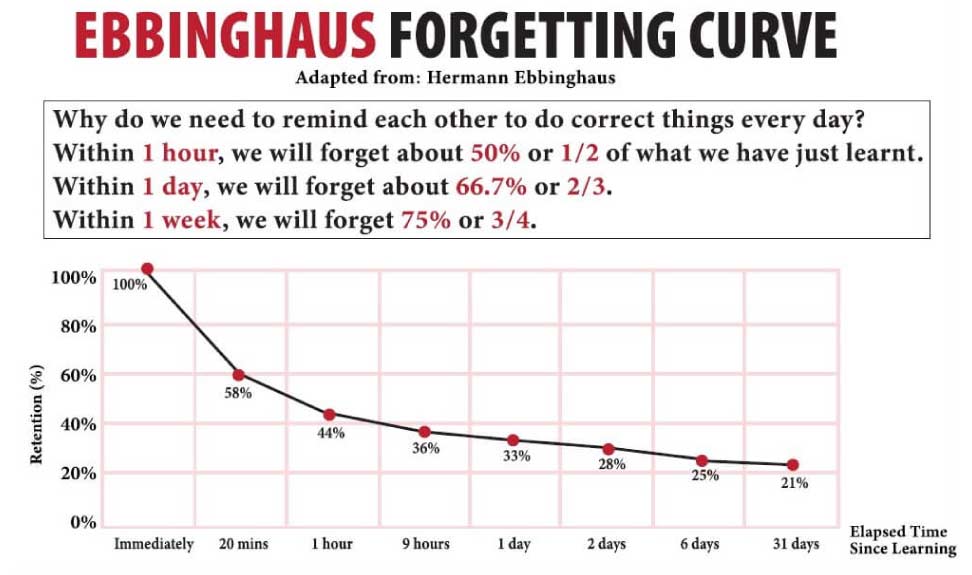 EBBINGHAUS FORGETTING CURVE
Adapted from: Hermann Ebbinghaus
Why do we need to remind each other to do correct things every day?
Within 1 hour, we will forget about 50% or 1/2 of what we have just learnt.
Within 1 day, we will forget about 66.7% or 2/3.
Within 1 week, we will forget 75% or 3/4.
Retention (%)
100%
80%
60%
40%
20%
0%
100%
58%
44%
36%
33%
28%
25%
21%
Immediately 20 mins 1 hour 9 hours 1 day 2 days 6 days 31 days
Elapsed Time
Since Learning